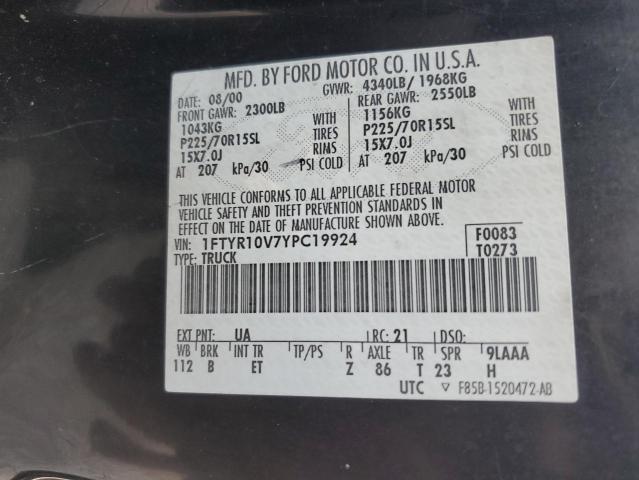 MFD. BY FORD MOTOR CO. IN U.S.A.
DATE: 08/00 GVWR: 4340LB/ 1968KG
FRONT GAWR: 2300LB REAR GAWR: 2550LB
1043KG WITH 1156KG WITH
P225/70R15SL TIRES P225/70R15SL TIRES
15X7.0J RIMS 15X7.0J RIMS
AT 207 kPa/30 PSI COLD AT 207 kPa/30 PSI COLD
THIS VEHICLE CONFORMS TO ALL APPLICABLE FEDERAL MOTOR
VEHICLE SAFETY AND THEFT PREVENTION STANDARDS IN
EFFECT ON THE DATE OF MANUFACTURE SHOWN ABOVE.
VIN: 1FTYR10V7YPC19924 F0083
TYPE: TRUCK T0273
EXT PNT: UA RC: 21 DSO:
WB BRK INT TR TP/PS R AXLE TR SPR 9LAAA
112 B ET Z 86 T 23 H
UTC ▽ F85B-1520472-AB